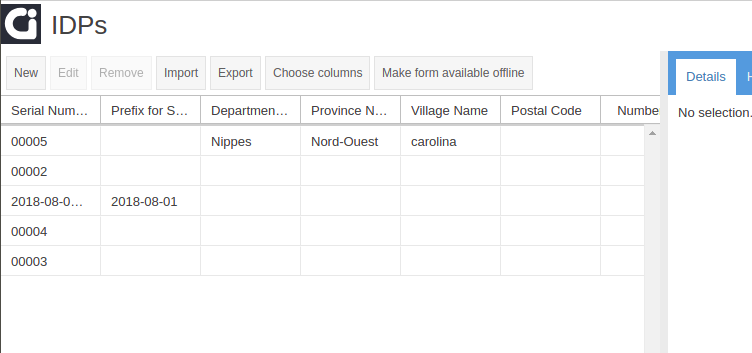 IDPs
New Edit Remove Import Export Choose columns Make form available offline
Details H
No selection.
Serial Num… Prefix for S… Departmen… Province N… Village Name Postal Code Number
00005 Nippes Nord-Ouest carolina
00002
2018-08-0… 2018-08-01
00004
00003